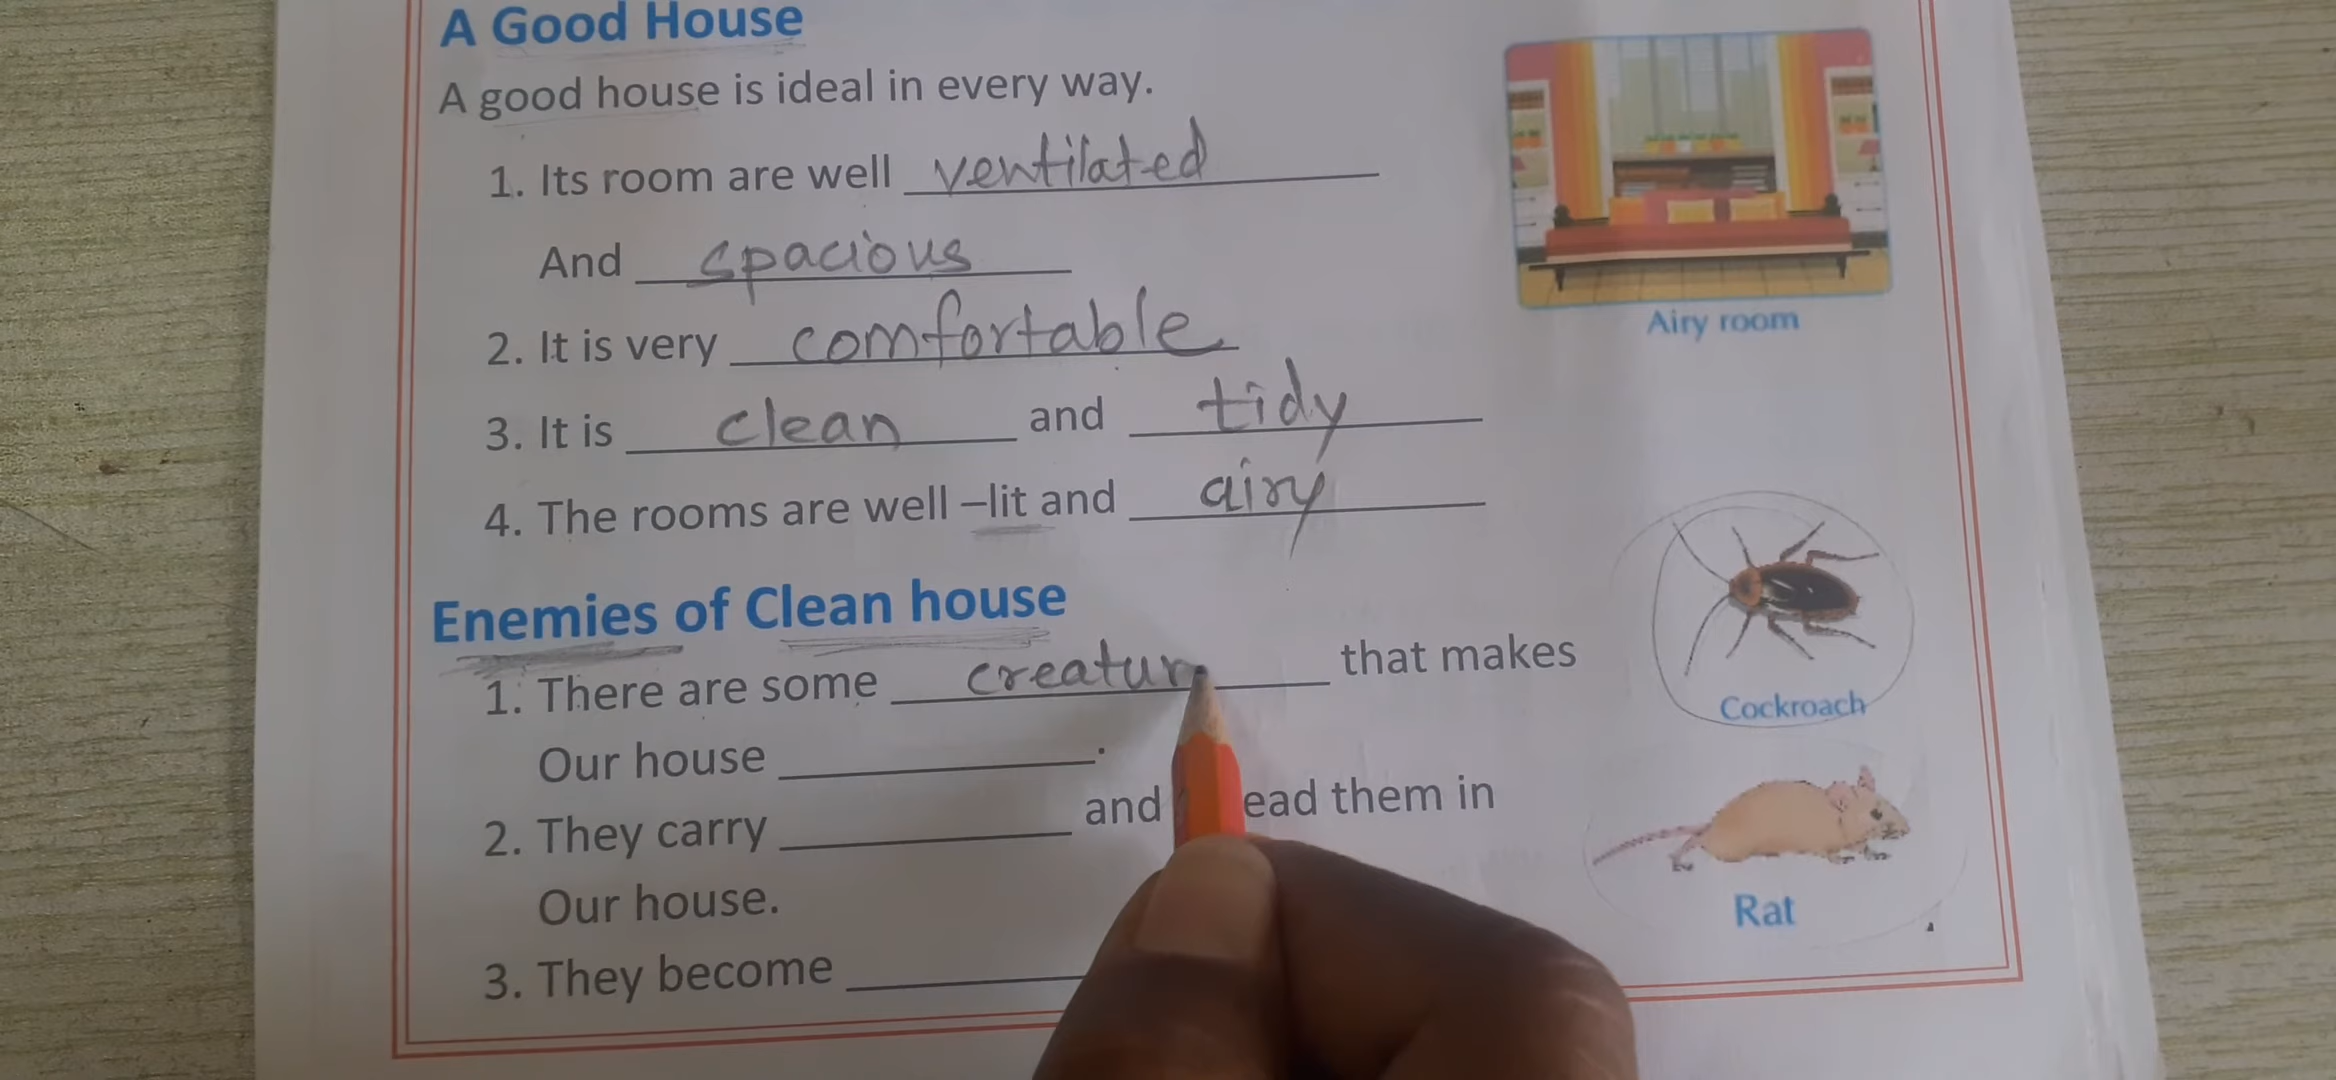 A Good House
A good house is ideal in every way.
1. Its room are well ventilated
And spacious
2. It is very comfortable
3. It is clean and tidy
4. The rooms are well –lit and airy
Airy room
Enemies of Clean house
1. There are some creatur that makes
Our house .
2. They carry and ead them in
Our house.
3. They become
Cockroach
Rat